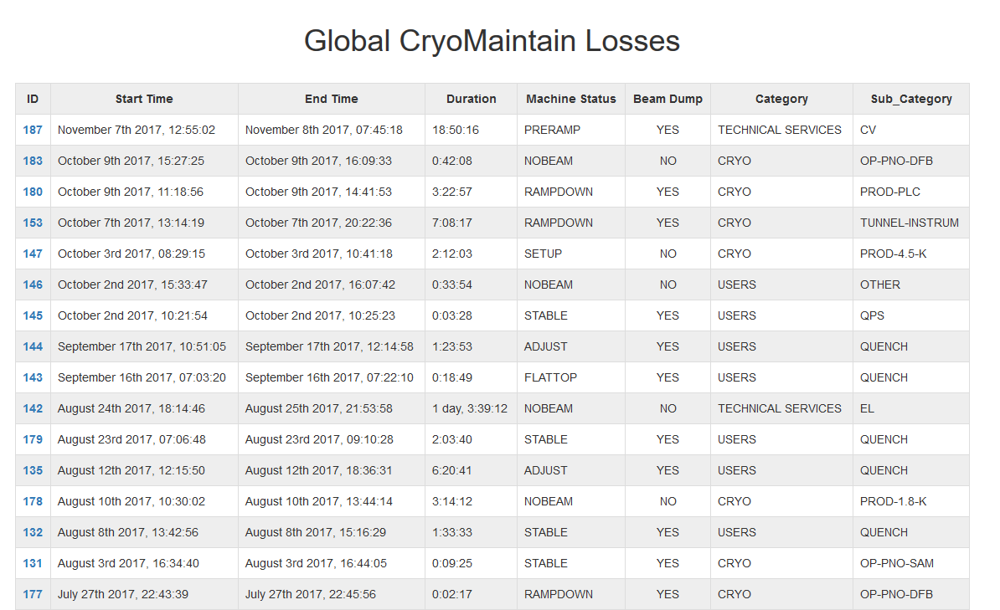 Global CryoMaintain Losses
ID Start Time End Time Duration Machine Status Beam Dump Category Sub_Category
187 November 7th 2017, 12:55:02 November 8th 2017, 07:45:18 18:50:16 PRERAMP YES TECHNICAL SERVICES CV
183 October 9th 2017, 15:27:25 October 9th 2017, 16:09:33 0:42:08 NOBEAM NO CRYO OP-PNO-DFB
180 October 9th 2017, 11:18:56 October 9th 2017, 14:41:53 3:22:57 RAMPDOWN YES CRYO PROD-PLC
153 October 7th 2017, 13:14:19 October 7th 2017, 20:22:36 7:08:17 RAMPDOWN YES CRYO TUNNEL-INSTRUM
147 October 3rd 2017, 08:29:15 October 3rd 2017, 10:41:18 2:12:03 SETUP NO CRYO PROD-4.5-K
146 October 2nd 2017, 15:33:47 October 2nd 2017, 16:07:42 0:33:54 NOBEAM NO USERS OTHER
145 October 2nd 2017, 10:21:54 October 2nd 2017, 10:25:23 0:03:28 STABLE YES USERS QPS
144 September 17th 2017, 10:51:05 September 17th 2017, 12:14:58 1:23:53 ADJUST YES USERS QUENCH
143 September 16th 2017, 07:03:20 September 16th 2017, 07:22:10 0:18:49 FLATTOP YES USERS QUENCH
142 August 24th 2017, 18:14:46 August 25th 2017, 21:53:58 1 day, 3:39:12 NOBEAM NO TECHNICAL SERVICES EL
179 August 23rd 2017, 07:06:48 August 23rd 2017, 09:10:28 2:03:40 STABLE YES USERS QUENCH
135 August 12th 2017, 12:15:50 August 12th 2017, 18:36:31 6:20:41 ADJUST YES USERS QUENCH
178 August 10th 2017, 10:30:02 August 10th 2017, 13:44:14 3:14:12 NOBEAM NO CRYO PROD-1.8-K
132 August 8th 2017, 13:42:56 August 8th 2017, 15:16:29 1:33:33 STABLE YES USERS QUENCH
131 August 3rd 2017, 16:34:40 August 3rd 2017, 16:44:05 0:09:25 STABLE YES CRYO OP-PNO-SAM
177 July 27th 2017, 22:43:39 July 27th 2017, 22:45:56 0:02:17 RAMPDOWN YES CRYO OP-PNO-DFB